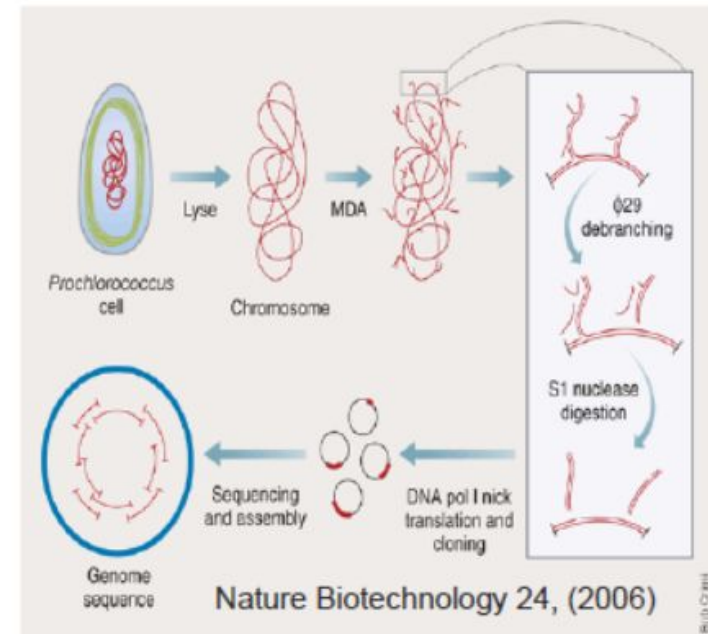 Prochlorococcus
cell
Lyse
Chromosome
MDA
ϕ29
debranching
S1 nuclease
digestion
DNA pol I nick
translation and
cloning
Sequencing
and assembly
Genome
sequence
Nature Biotechnology 24, (2006)